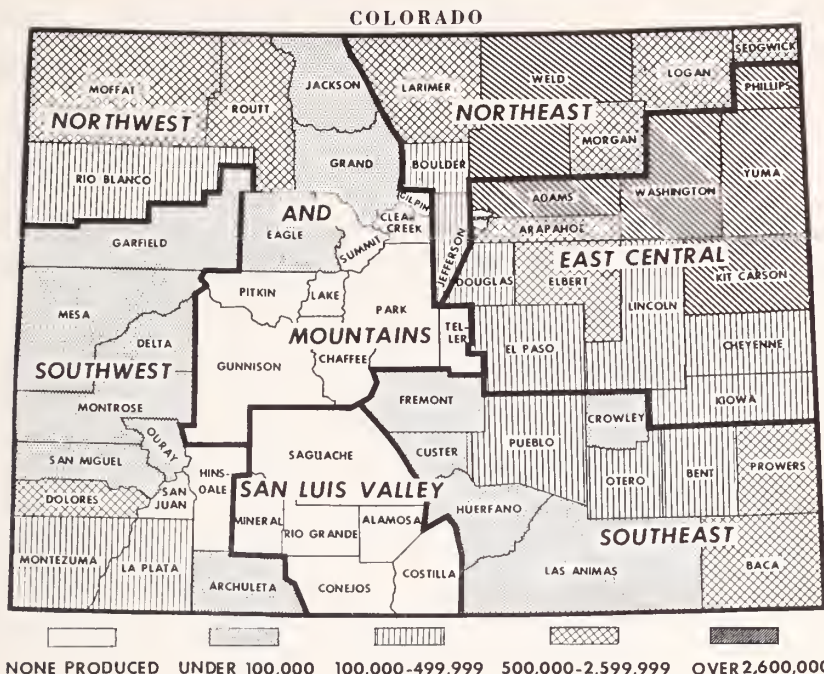 COLORADO
SEDGWICK
MOFFAT
JACKSON
LARIMER
WELD
LOGAN
PHILLIPS
NORTHWEST
ROUTT
NORTHEAST
MORGAN
GRAND
BOULDER
RIO BLANCO
YUMA
ADAMS
WASHINGTON
GILPIN
AND
CLEAR
CREEK
ARAPAHOE
EAGLE
SUMMIT
JEFFERSON
GARFIELD
EAST CENTRAL
DOUGLAS
ELBERT
KIT CARSON
PITKIN
LAKE
PARK
LINCOLN
MESA
MOUNTAINS
TEL-
LER
DELTA
CHAFFEE
EL PASO
CHEYENNE
GUNNISON
SOUTHWEST
FREMONT
KIOWA
MONTROSE
CROWLEY
OURAY
PUEBLO
SAGUACHE
CUSTER
SAN MIGUEL
HINS-
DALE
OTERO
BENT
PROWERS
SAN LUIS VALLEY
DOLORES
SAN
JUAN
HUERFANO
MINERAL
ALAMOSA
RIO GRANDE
SOUTHEAST
MONTEZUMA
LA PLATA
LAS ANIMAS
BACA
ARCHULETA
CONEJOS
COSTILLA
NONE PRODUCED UNDER 100,000 100,000-499,999 500,000-2,599,999 OVER 2,600,000